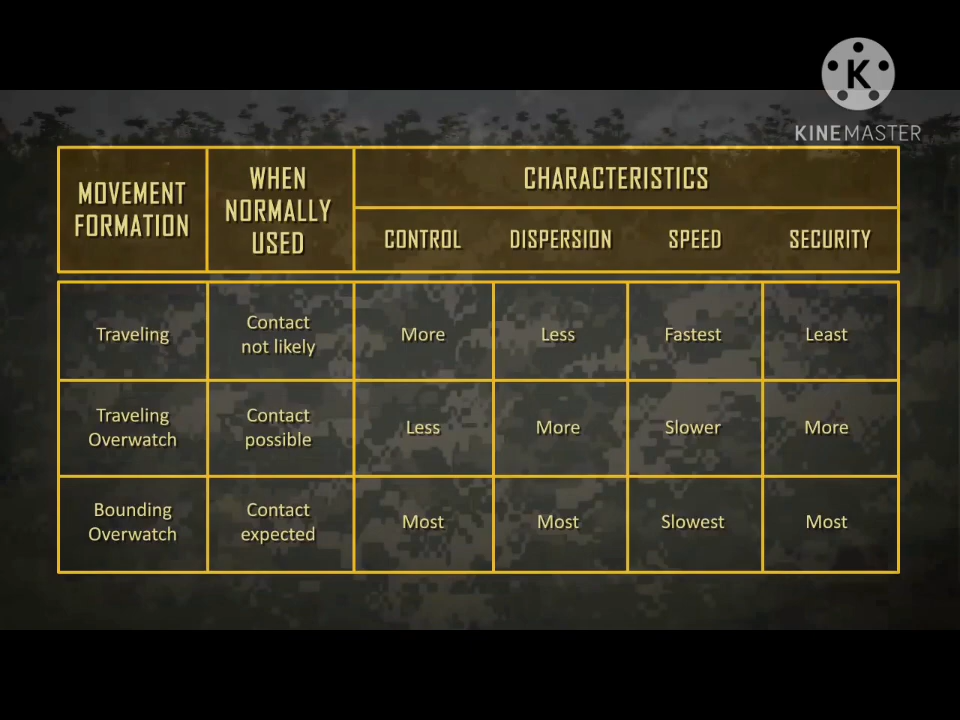 K
KINEMASTER
MOVEMENT
FORMATION
WHEN
NORMALLY
USED
CHARACTERISTICS
CONTROL DISPERSION SPEED SECURITY
Traveling
Contact
not likely
More
Less
Fastest
Least
Traveling
Overwatch
Contact
possible
Less
More
Slower
More
Bounding
Overwatch
Contact
expected
Most
Most
Slowest
Most